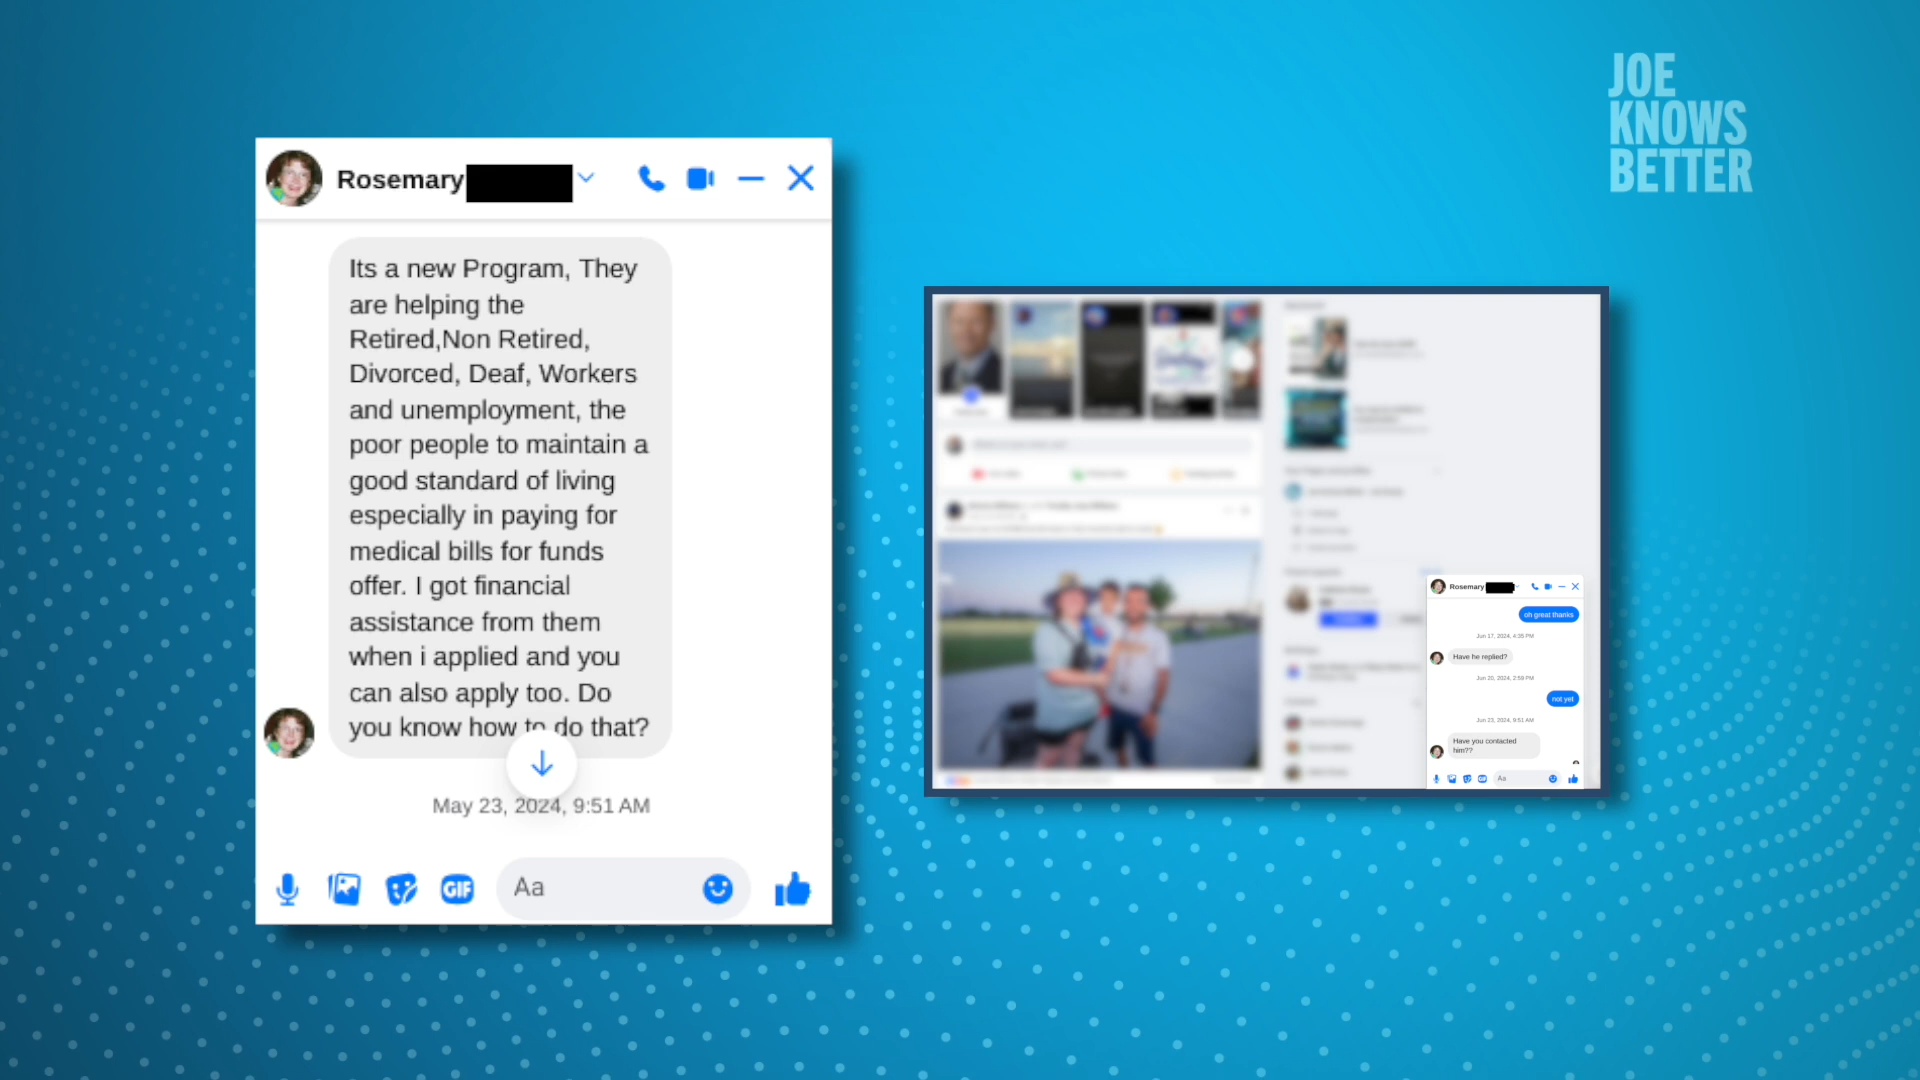 JOE
KNOWS
BETTER
Rosemary
Its a new Program, They
are helping the
Retired,Non Retired,
Divorced, Deaf, Workers
and unemployment, the
poor people to maintain a
good standard of living
especially in paying for
medical bills for funds
offer. I got financial
assistance from them
when i applied and you
can also apply too. Do
you know how to do that?
May 23, 2024, 9:51 AM
GIF
Aa
Rosemary
oh great thanks
Jun 17, 2024, 4:35 PM
Have he replied?
Jun 20, 2024, 2:59 PM
not yet
Jun 23, 2024, 9:51 AM
Have you contacted
him??
Aa